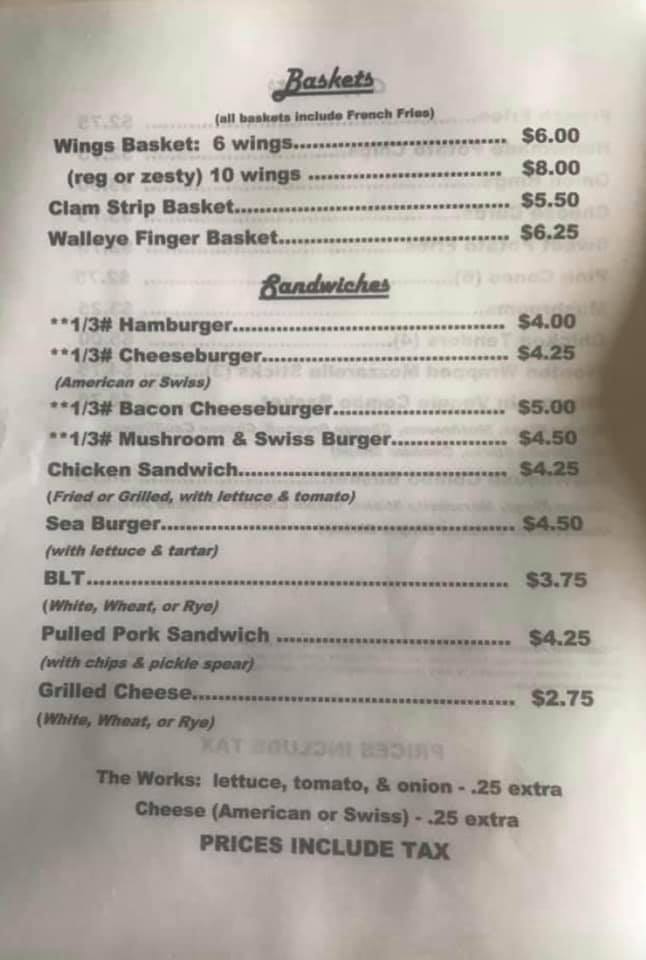 Baskets
(all baskets include French Fries)
Wings Basket: 6 wings.................................. $6.00
(reg or zesty) 10 wings .............................. $8.00
Clam Strip Basket........................................... $5.50
Walleye Finger Basket.................................... $6.25
Sandwiches
**1/3# Hamburger........................................... $4.00
**1/3# Cheeseburger...................................... $4.25
(American or Swiss)
**1/3# Bacon Cheeseburger........................... $5.00
**1/3# Mushroom & Swiss Burger.................. $4.50
Chicken Sandwich.......................................... $4.25
(Fried or Grilled, with lettuce & tomato)
Sea Burger....................................................... $4.50
(with lettuce & tartar)
BLT.................................................................. $3.75
(White, Wheat, or Rye)
Pulled Pork Sandwich .................................... $4.25
(with chips & pickle spear)
Grilled Cheese.................................................. $2.75
(White, Wheat, or Rye)
The Works: lettuce, tomato, & onion - .25 extra
Cheese (American or Swiss) - .25 extra
PRICES INCLUDE TAX